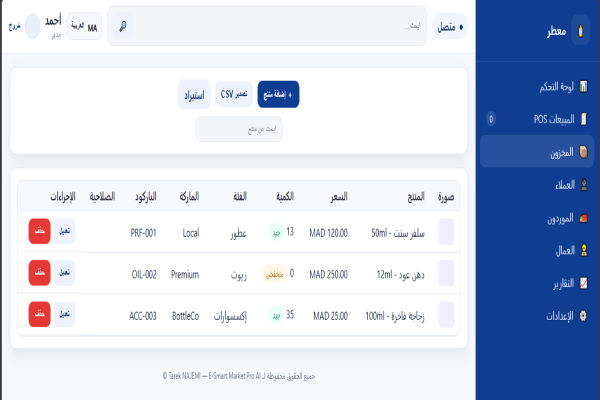 معطر
لوحة التحكم
المبيعات POS
0
المخزون
العملاء
الموردون
العمال
التقارير
الإعدادات
متصل
ابحث ...
MA العربية
أحمد
مدير
خروج
+ إضافة منتج
تصدير CSV
استيراد
ابحث عن منتج
صورة المنتج السعر الكمية الفئة الماركة الباركود الصلاحية الإجراءات
سلفر سنت - 50ml MAD 120.00 13 جيد عطور Local PRF-001 تعديل حذف
دهن عود - 12ml MAD 250.00 0 منخفض زيوت Premium OIL-002 تعديل حذف
زجاجة فاخرة - 100ml MAD 25.00 35 جيد إكسسوارات BottleCo ACC-003 تعديل حذف
جميع الحقوق محفوظة لـ Tarek NAJEMI — E-Smart Market Pro AI ©